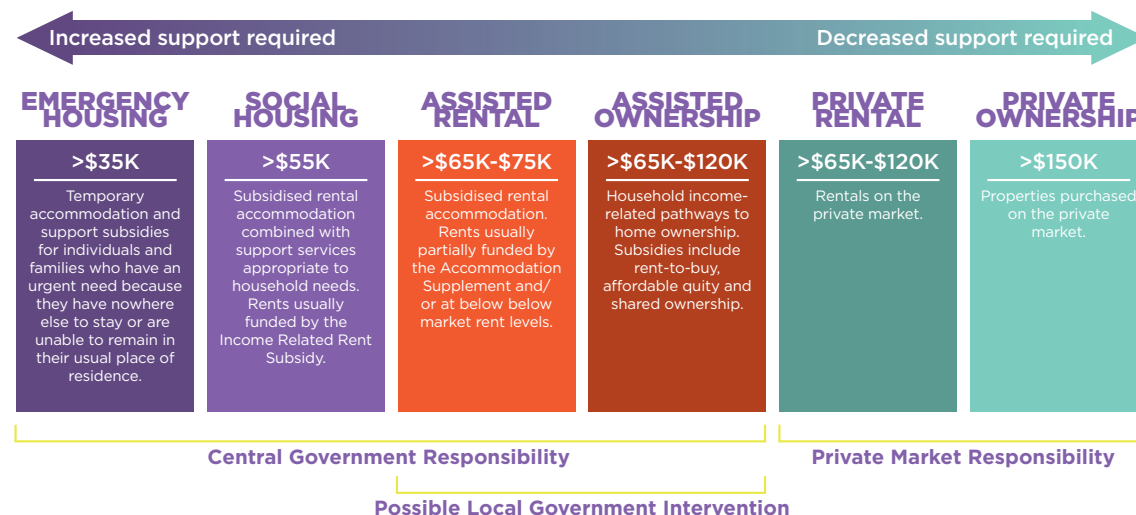 Increased support required
Decreased support required
EMERGENCY
HOUSING
SOCIAL
HOUSING
ASSISTED
RENTAL
ASSISTED
OWNERSHIP
PRIVATE
RENTAL
PRIVATE
OWNERSHIP
>$35K
Temporary
accommodation and
support subsidies
for individuals and
families who have an
urgent need because
they have nowhere
else to stay or are
unable to remain in
their usual place of
residence.
>$55K
Subsidised rental
accommodation
combined with
support services
appropriate to
household needs.
Rents usually
funded by the
Income Related Rent
Subsidy.
>$65K-$75K
Subsidised rental
accommodation.
Rents usually
partially funded by
the Accommodation
Supplement and/
or at below below
market rent levels.
>$65K-$120K
Household income-
related pathways to
home ownership.
Subsidies include
rent-to-buy,
affordable equity and
shared ownership.
>$65K-$120K
Rentals on the
private market.
>$150K
Properties purchased
on the private
market.
Central Government Responsibility
Private Market Responsibility
Possible Local Government Intervention